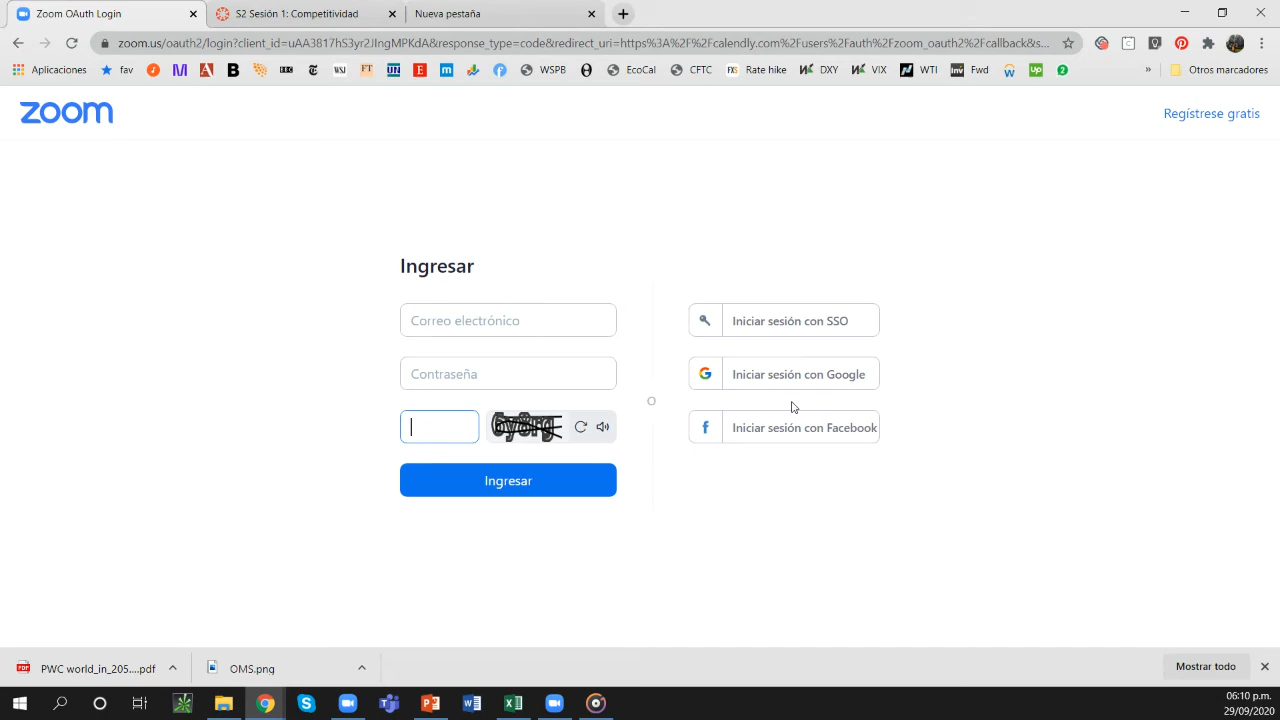 Zoom OAuth Login
S2 Sesión 1: Competitividad
Nueva pestaña
zoom.us/oauth2/login?client_id=uAA3817hS3yr2JIngMPKdA&response_type=code&redirect_uri=https%3A%2F%2Fcalendly.com%2Fusers%2Fauth%2Fzoom_oauth2%2Fcallback&s...
Aplicaciones fav WSPB EcoCal CFTC Rate hike DXY VIX WTI Fwd Otros marcadores
zoom
Regístrese gratis
Ingresar
Correo electrónico
Iniciar sesión con SSO
Contraseña
Iniciar sesión con Google
O
Iniciar sesión con Facebook
Ingresar
PWC world_in_205....pdf
OMS.png
Mostrar todo
06:10 p.m.
29/09/2020